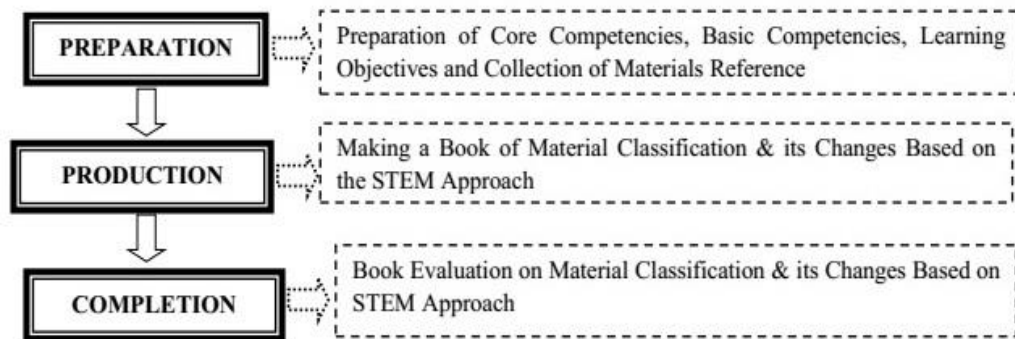 PREPARATION
Preparation of Core Competencies, Basic Competencies, Learning
Objectives and Collection of Materials Reference
PRODUCTION
Making a Book of Material Classification & its Changes Based on
the STEM Approach
COMPLETION
Book Evaluation on Material Classification & its Changes Based on
STEM Approach